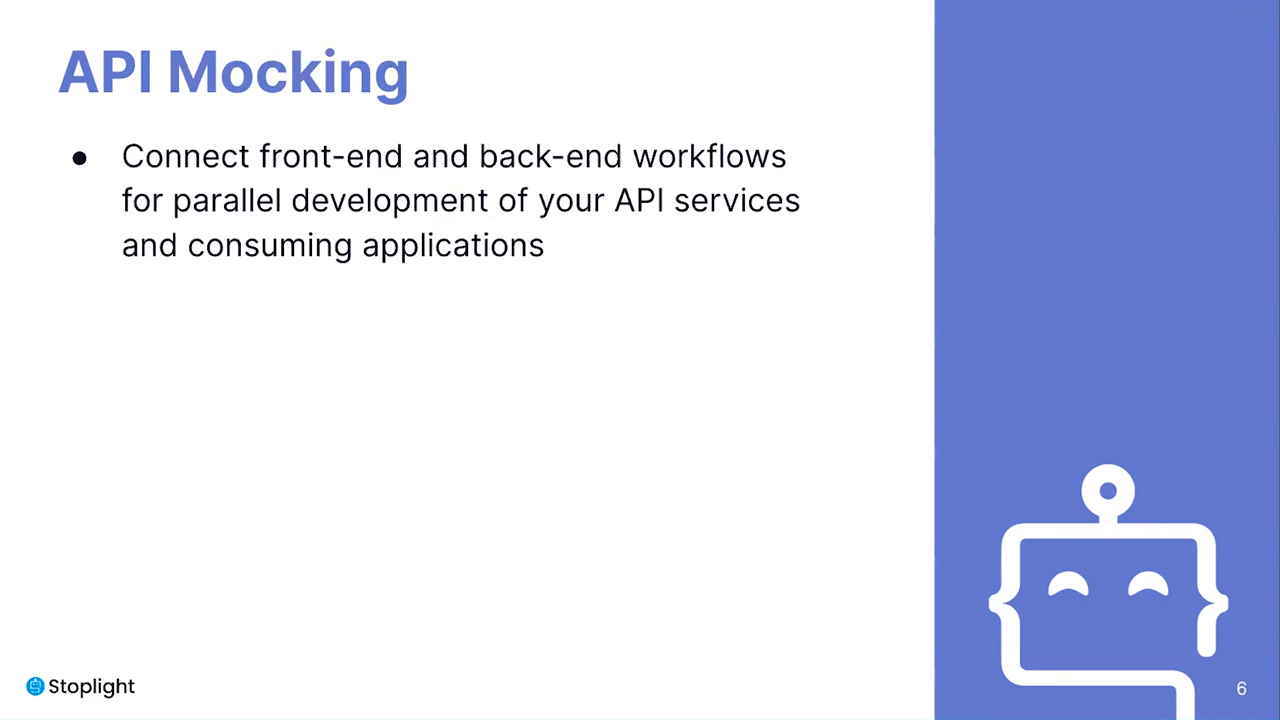 API Mocking
● Connect front-end and back-end workflows
for parallel development of your API services
and consuming applications
Stoplight
6